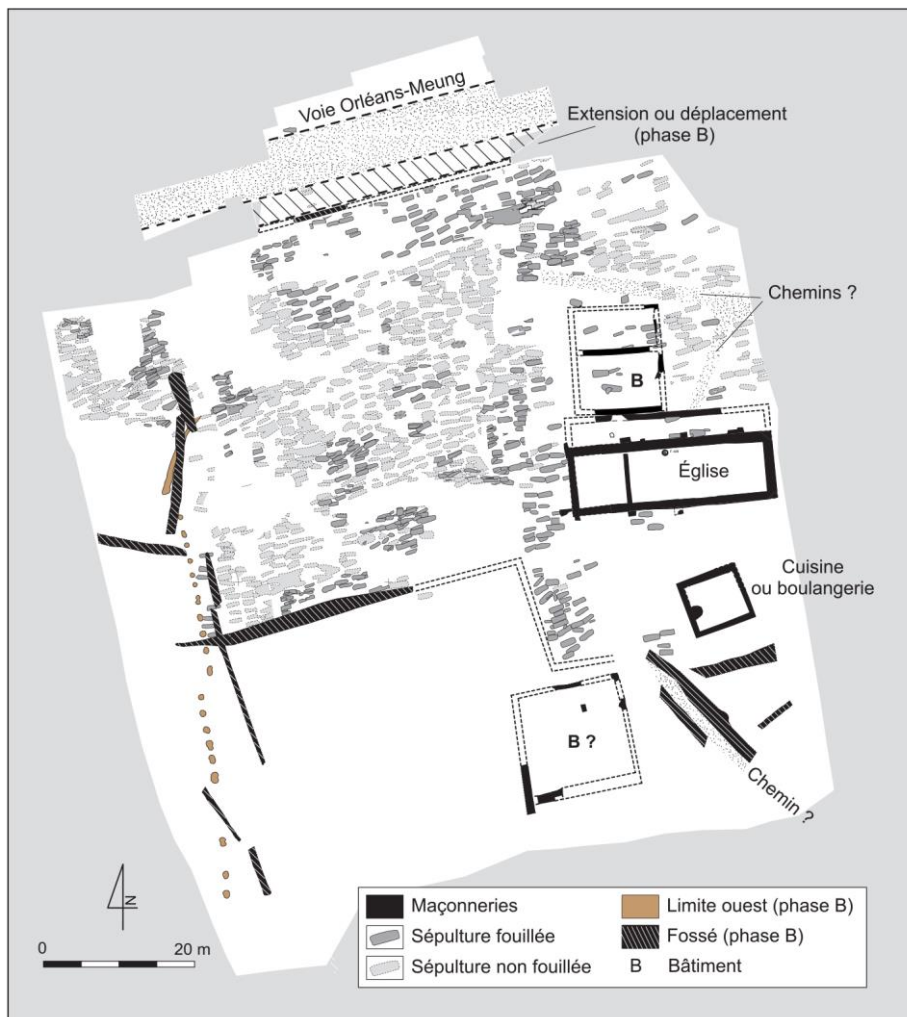 Voie Orléans-Meung
Extension ou déplacement
(phase B)
Chemins ?
B
Église
Cuisine
ou boulangerie
B ?
Chemin ?
N
0
20 m
Maçonneries
Sépulture fouillée
Sépulture non fouillée
Limite ouest (phase B)
Fossé (phase B)
B
Bâtiment